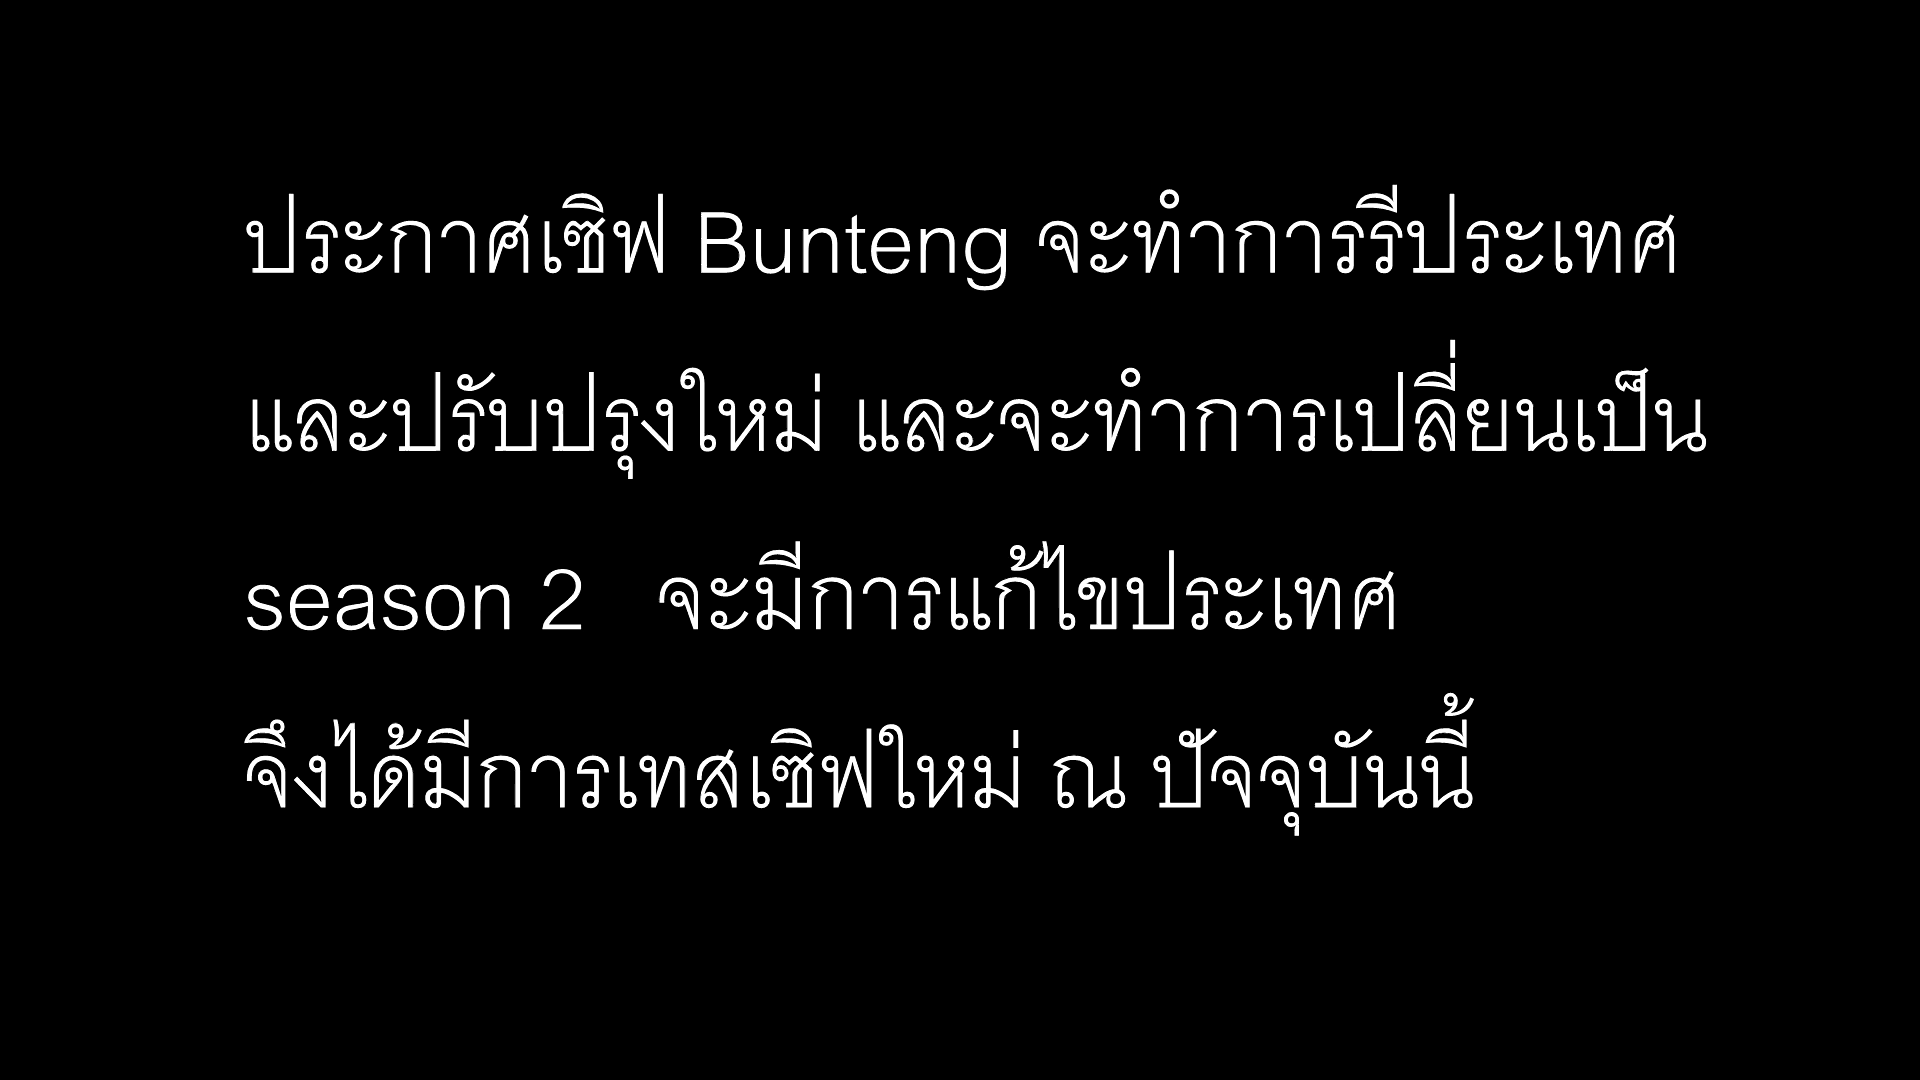 ประกาศเซิฟ Bunteng จะทำการรีประเทศ
และปรับปรุงใหม่ และจะทำการเปลี่ยนเป็น
season 2 จะมีการแก้ไขประเทศ
จึงได้มีการเทสเซิฟใหม่ ณ ปัจจุบันนี้